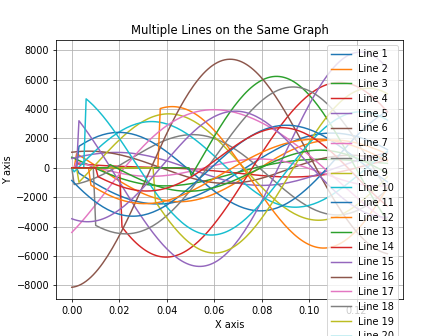 Multiple Lines on the Same Graph
Y axis
8000
6000
4000
2000
0
−2000
−4000
−6000
−8000
0.00
0.02
0.04
0.06
0.08
0.10
X axis
Line 1
Line 2
Line 3
Line 4
Line 5
Line 6
Line 7
Line 8
Line 9
Line 10
Line 11
Line 12
Line 13
Line 14
Line 15
Line 16
Line 17
Line 18
Line 19
Line 20